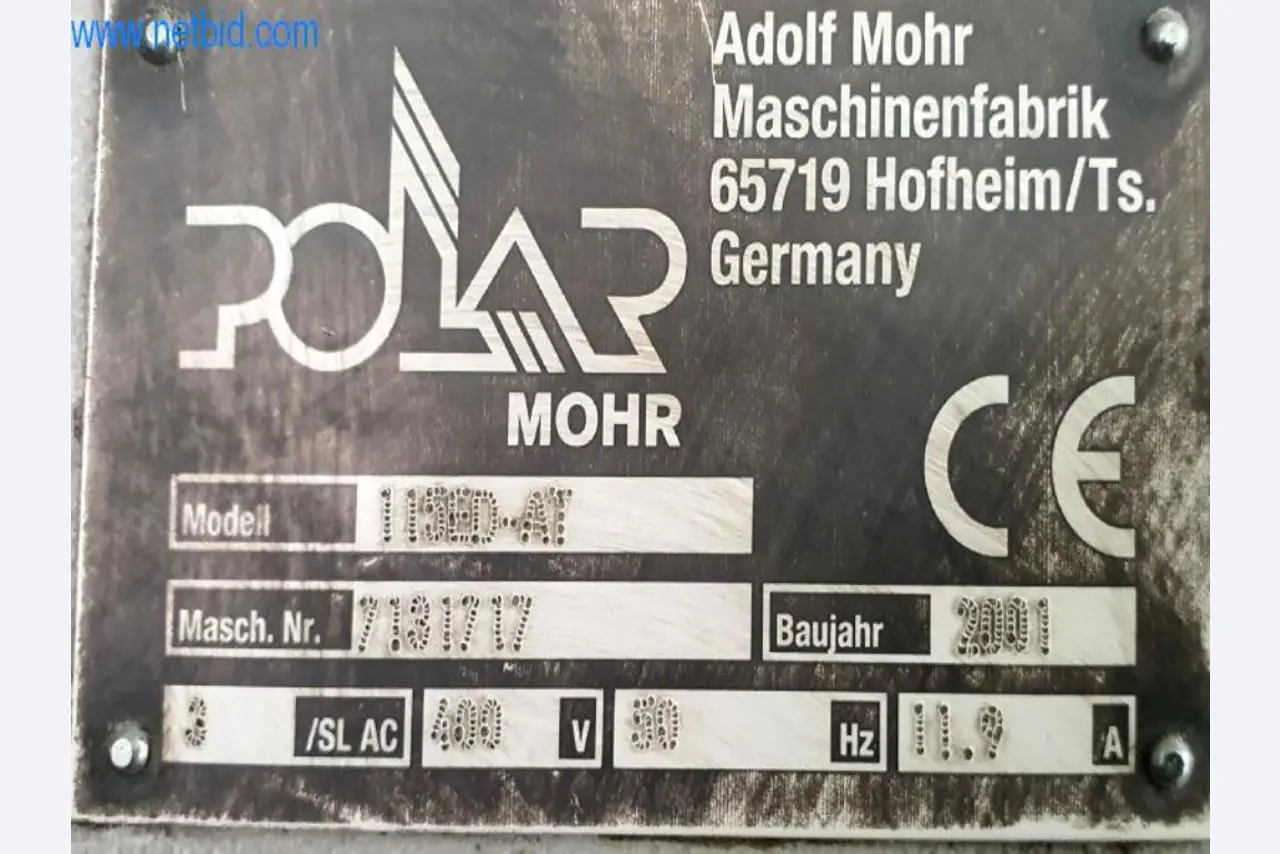 www.netbid.com
Adolf Mohr
Maschinenfabrik
65719 Hofheim/Ts.
Germany
POLAR
MOHR
CE
Modell 115ED-AT
Masch. Nr. 7131717
Baujahr 2001
3 /SL AC 400 V 50 Hz 11.9 A